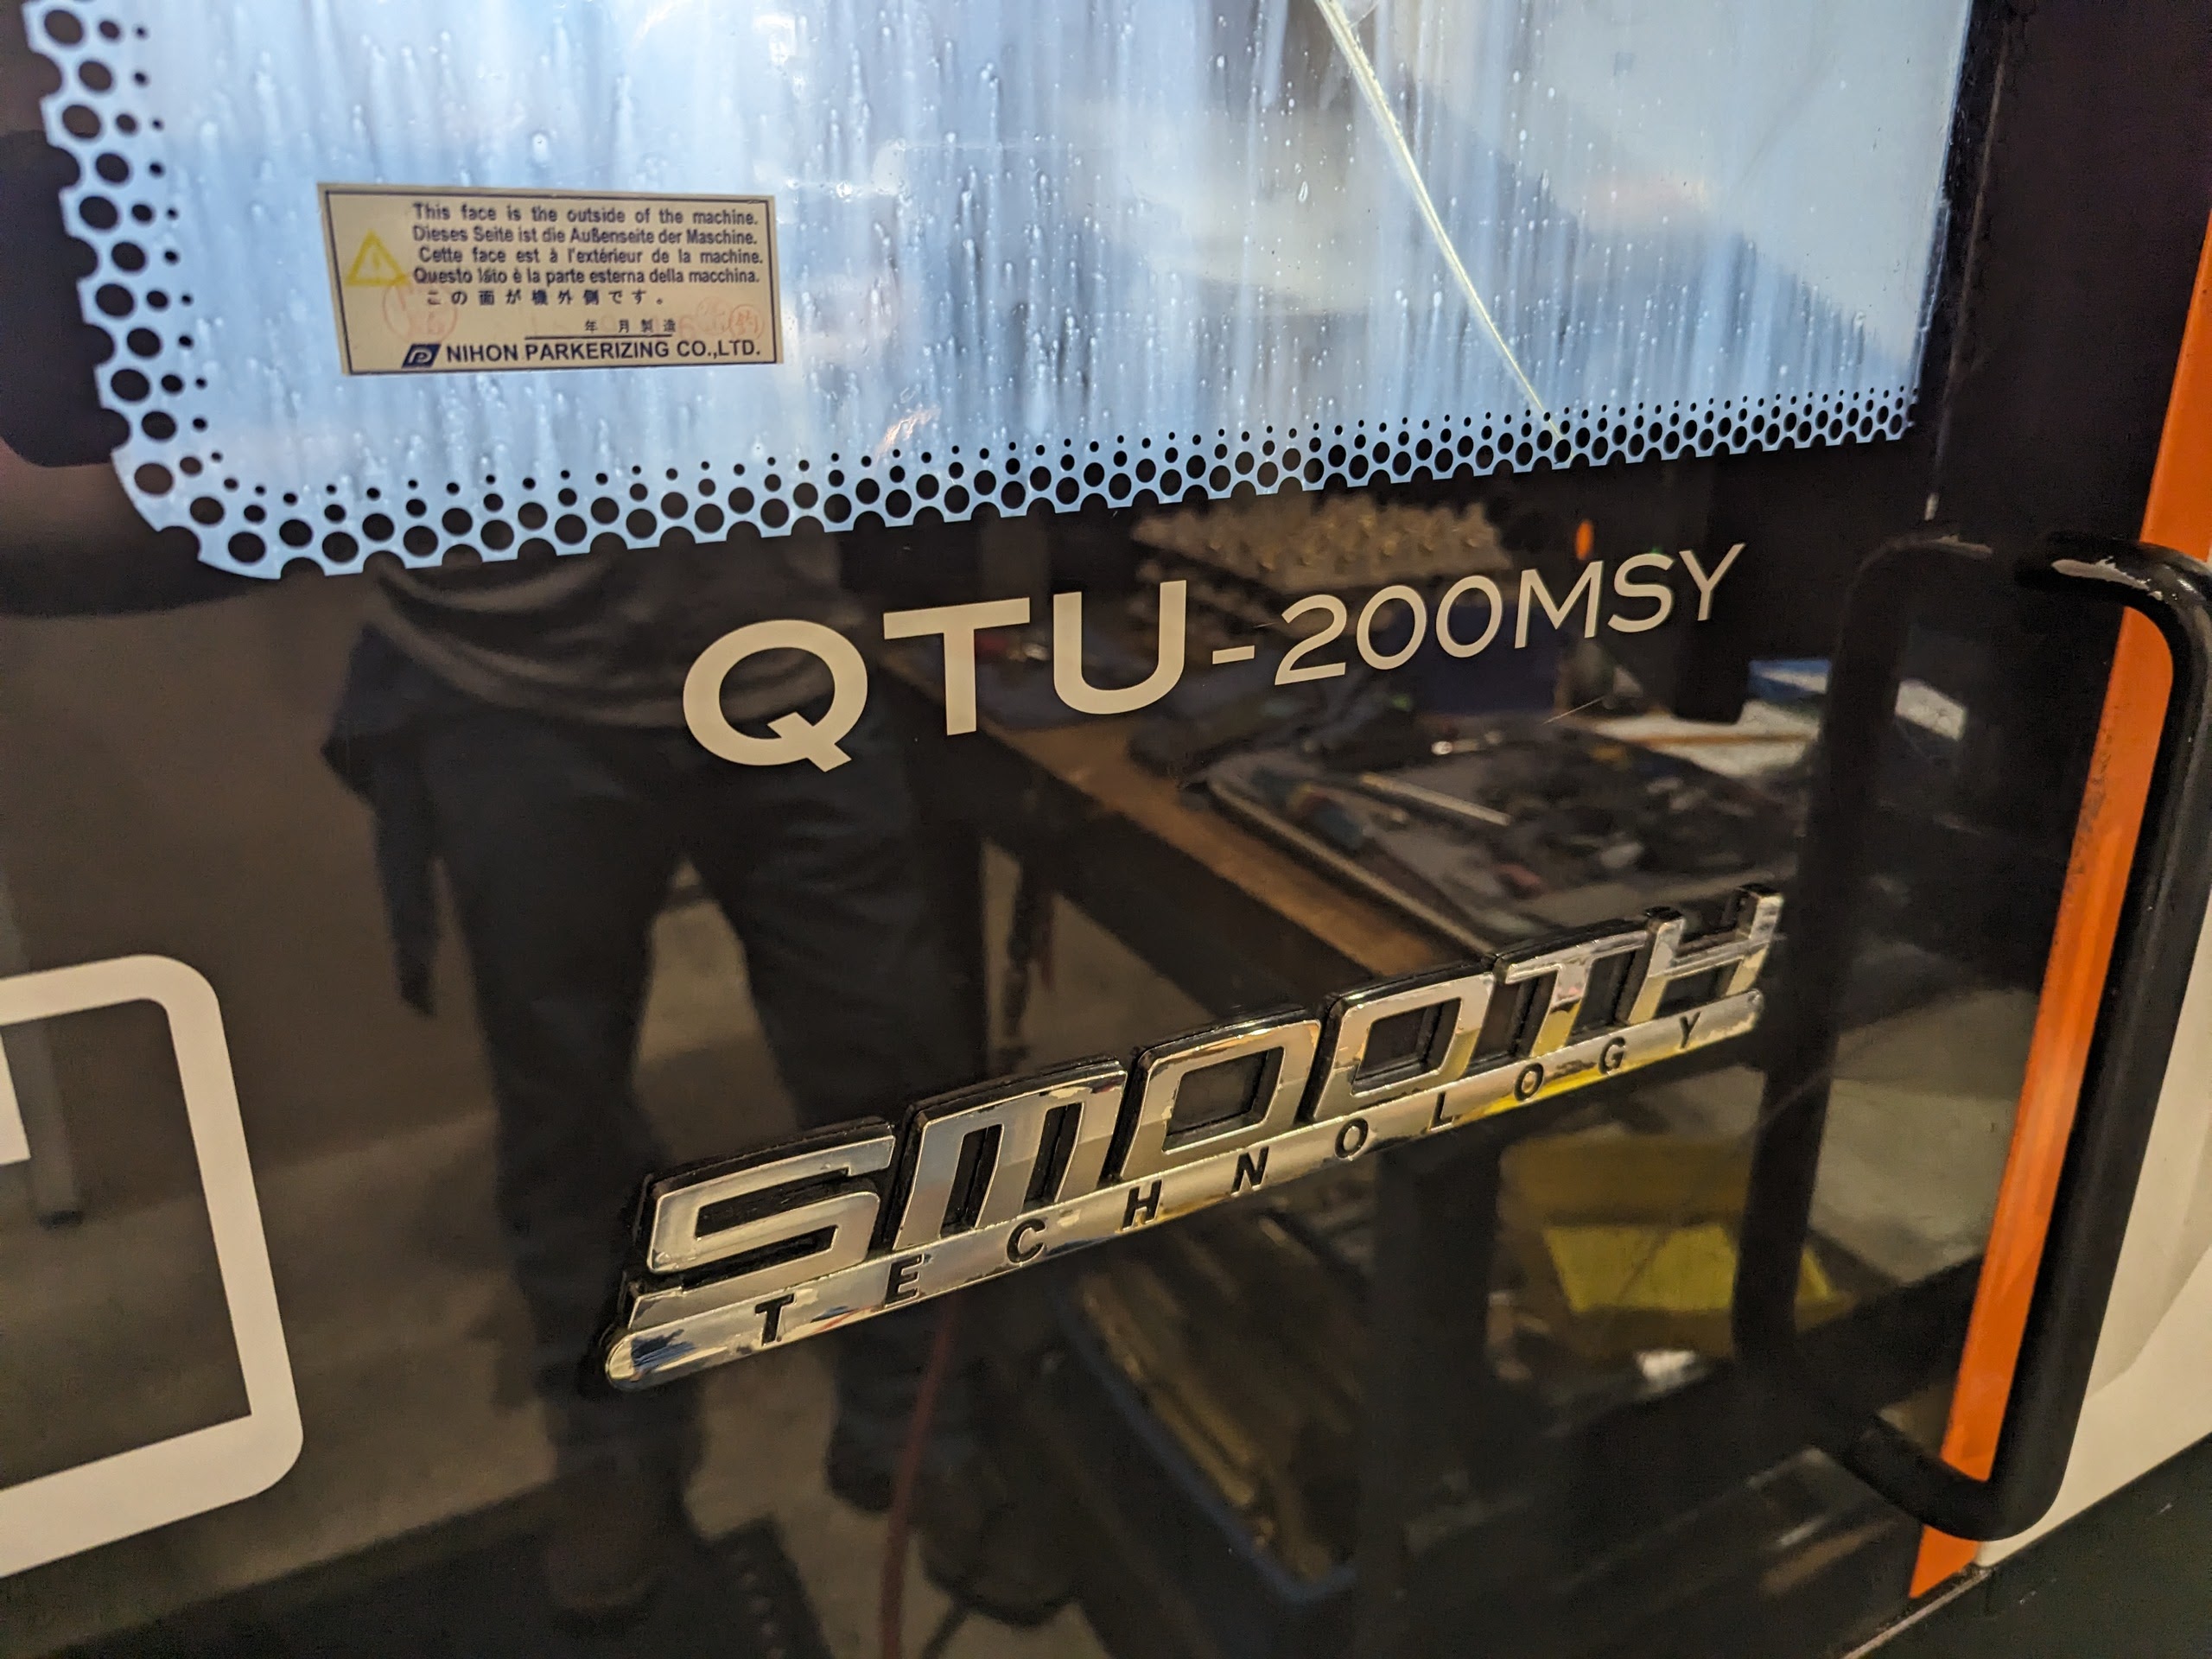 This face is the outside of the machine.
Dieses Seite ist die Außenseite der Maschine.
Cette face est à l'extérieur de la machine.
Questo lato è la parte esterna della macchina.
この面が機外側です。
年 月 製造
NIHON PARKERIZING CO.,LTD.
QTU-200MSY
SMOOTH
TECHNOLOGY